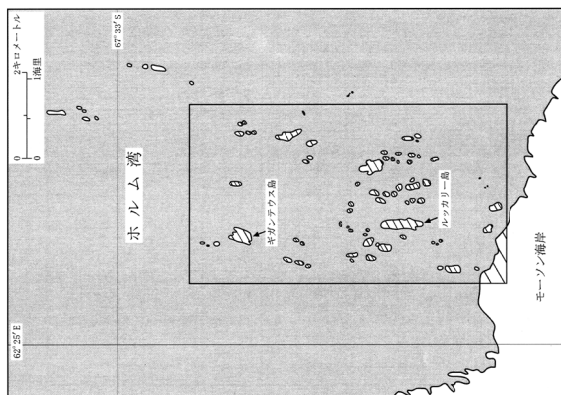 2キロメートル
1海里
0
0
67°33′S
62°25′E
ホルム湾
ギガンテウス島
ルッカリー島
モーソン海岸